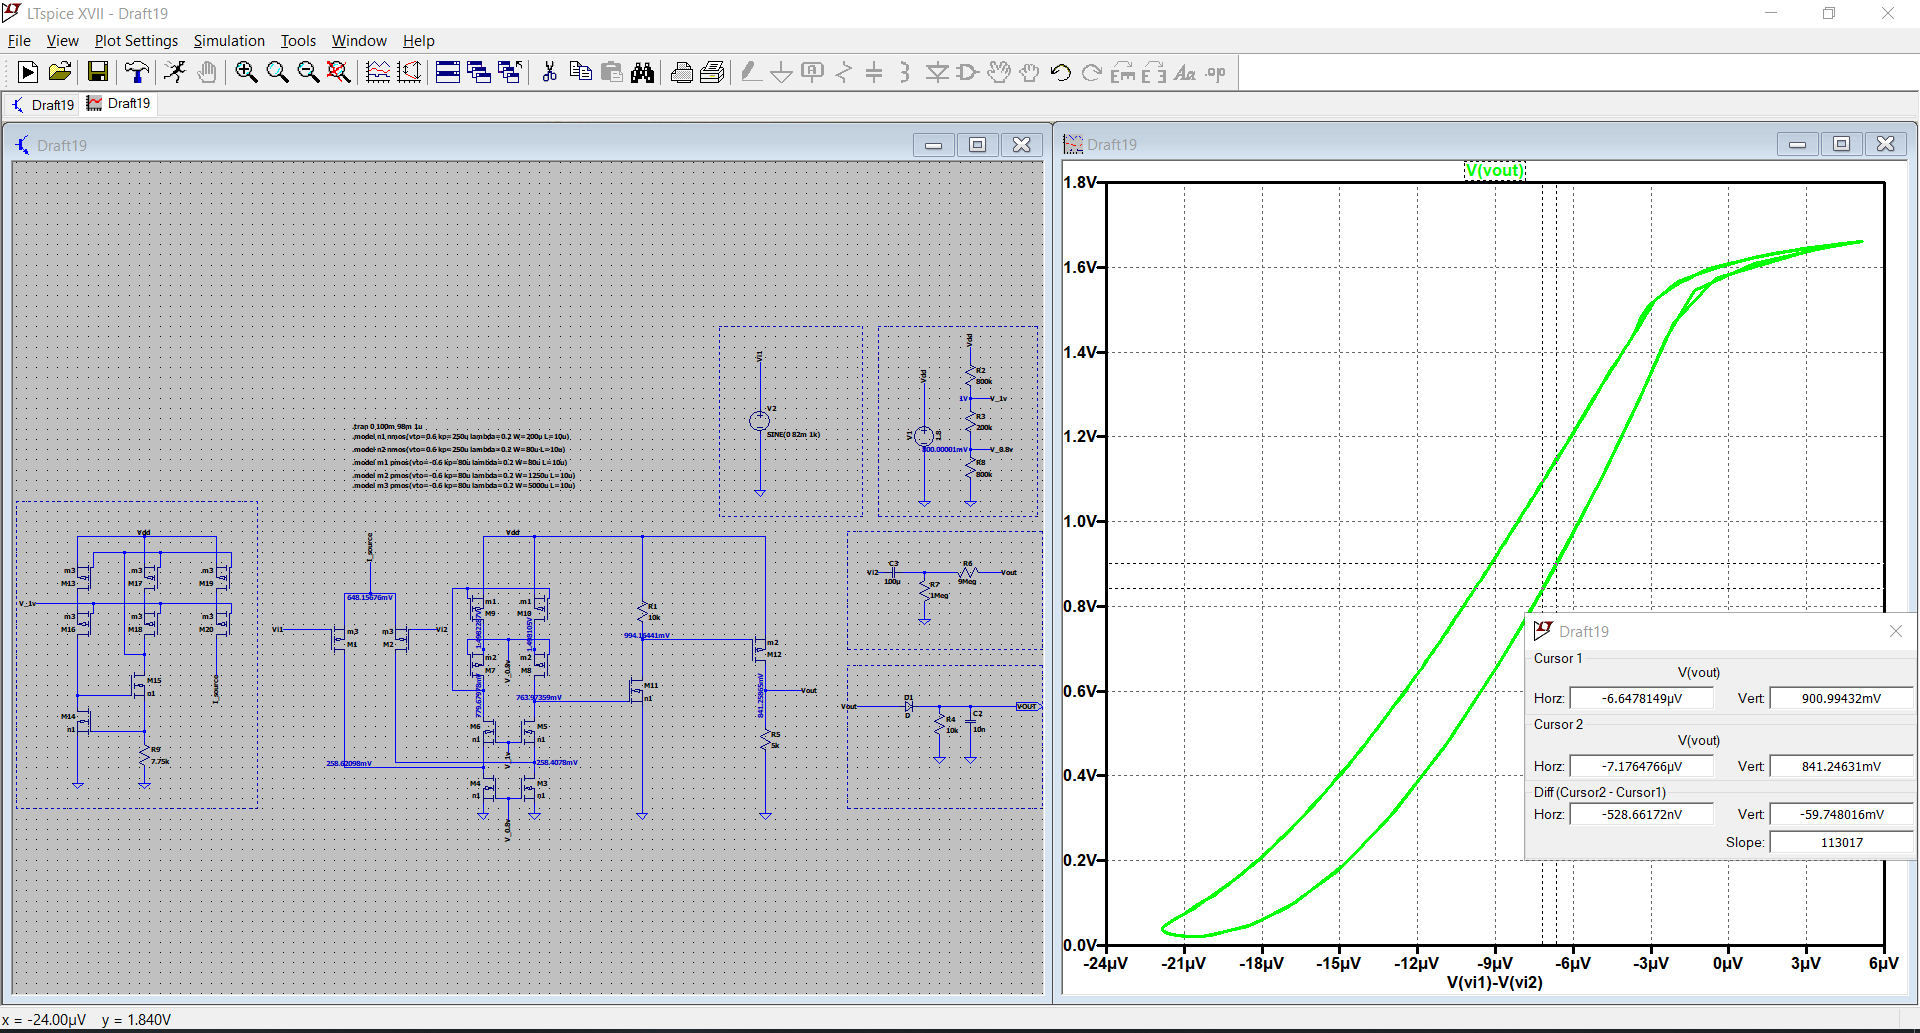 LTspice XVII - Draft19
File View Plot Settings Simulation Tools Window Help
Draft19 Draft19
Draft19
.tran 0 100m 98m 1u
.model n1 nmos(vto=0.6 kp=250u lambda=0.2 W=200u L=10u)
.model n2 nmos(vto=0.6 kp=250u lambda=0.2 W=80u L=10u)
.model m1 pmos(vto=-0.6 kp=80u lambda=0.2 W=80u L=10u)
.model m2 pmos(vto=-0.6 kp=80u lambda=0.2 W=1250u L=10u)
.model m3 pmos(vto=-0.6 kp=80u lambda=0.2 W=5000u L=10u)
Vi1
V2
SINE(0 82m 1k)
Vdd
V1
1.8
Vdd
R2
800k
1V
V_1v
R3
200k
800.00001mV
V_0.8v
R8
800k
Vdd
m3
M13
m3
M17
m3
M19
V_1v
m3
M16
m3
M18
m3
M20
M15
n1
M14
n1
R9
7.75k
I_source
I_source
648.15676mV
Vi1
m3
M1
m3
M2
Vi2
258.62098mV
258.4078mV
Vdd
m1
M9
m1
M10
m2
M7
m2
M8
V_0.8v
763.97359mV
M6
n1
M5
n1
V_1v
M4
n1
M3
n1
V_0.8v
R1
10k
994.16441mV
M11
n1
m2
M12
841.25865mV
Vout
R5
5k
Vi2
C3
100µ
R6
9Meg
Vout
R7
1Meg
Vout
D1
D
R4
10k
C2
10n
VOUT
Draft19
V(vout)
1.8V
1.6V
1.4V
1.2V
1.0V
0.8V
0.6V
0.4V
0.2V
0.0V
-24µV -21µV -18µV -15µV -12µV -9µV -6µV -3µV 0µV 3µV 6µV
V(vi1)-V(vi2)
Draft19
Cursor 1
V(vout)
Horz: -6.6478149µV Vert: 900.99432mV
Cursor 2
V(vout)
Horz: -7.1764766µV Vert: 841.24631mV
Diff (Cursor2 - Cursor1)
Horz: -528.66172nV Vert: -59.748016mV
Slope: 113017
x = -24.00µV y = 1.840V